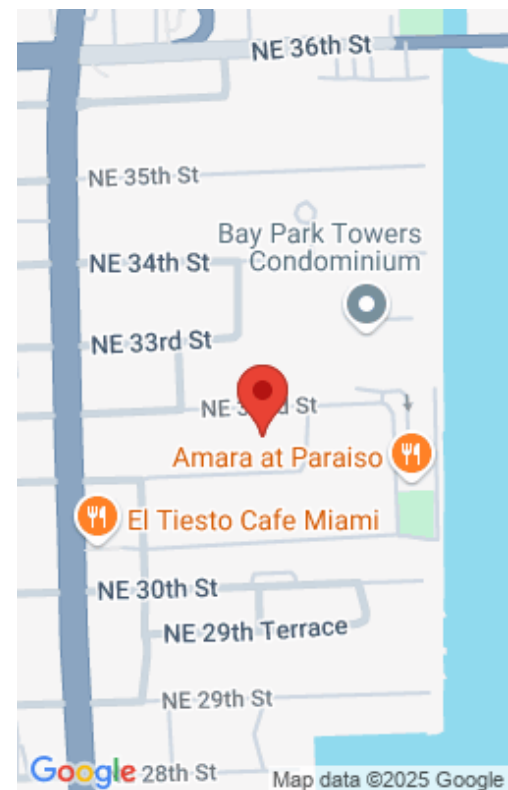 NE 36th St
NE 35th St
Bay Park Towers
Condominium
NE 34th St
NE 33rd St
NE 3 d St
Amara at Paraiso
El Tiesto Cafe Miami
NE 30th St
NE 29th Terrace
NE 29th St
Google
28th St
Map data ©2025 Google